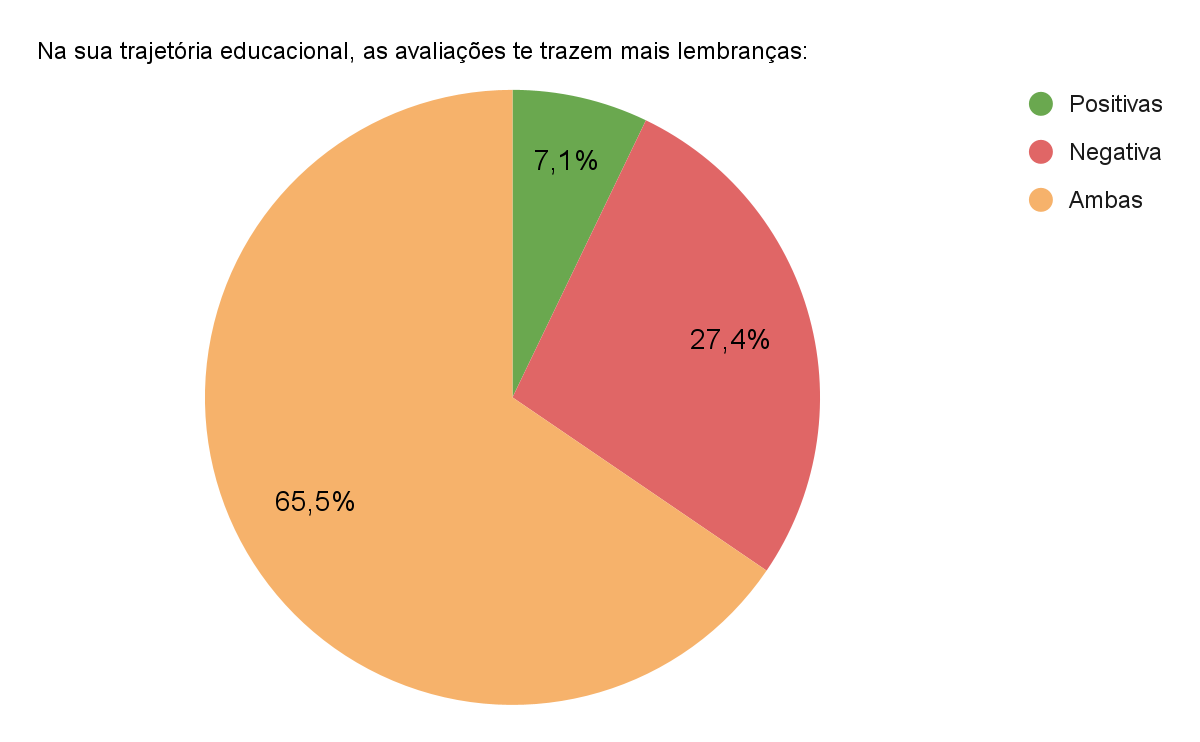 Na sua trajetória educacional, as avaliações te trazem mais lembranças:
Positivas
Negativa
Ambas
7,1%
27,4%
65,5%